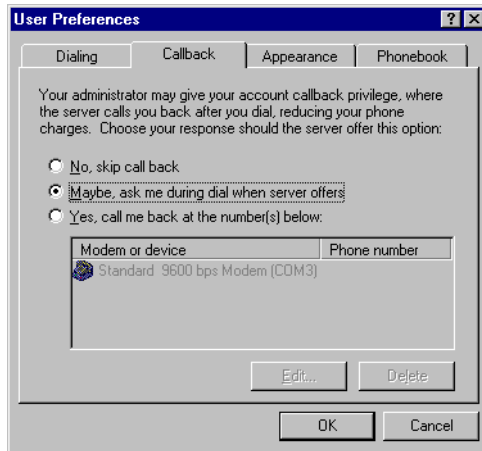 User Preferences
Dialing Callback Appearance Phonebook
Your administrator may give your account callback privilege, where
the server calls you back after you dial, reducing your phone
charges. Choose your response should the server offer this option:
No, skip call back
Maybe, ask me during dial when server offers
Yes, call me back at the number(s) below:
Modem or device Phone number
Standard 9600 bps Modem (COM3)
Edit... Delete
OK Cancel